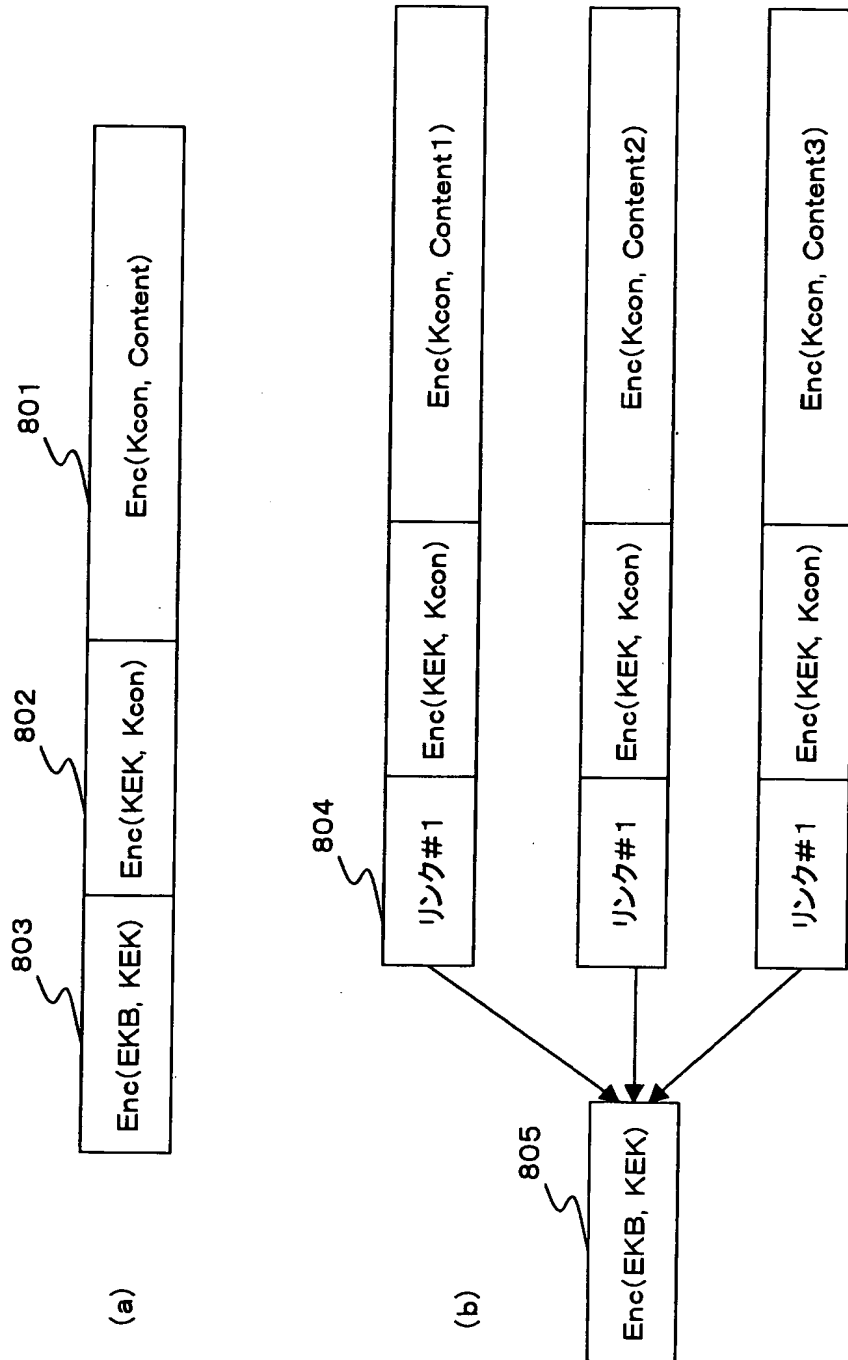 (a)
803
802
801
Enc(EKB, KEK)
Enc(KEK, Kcon)
Enc(Kcon, Content)
(b)
804
リンク#1
Enc(KEK, Kcon)
Enc(Kcon, Content1)
805
Enc(EKB, KEK)
リンク#1
Enc(KEK, Kcon)
Enc(Kcon, Content2)
リンク#1
Enc(KEK, Kcon)
Enc(Kcon, Content3)